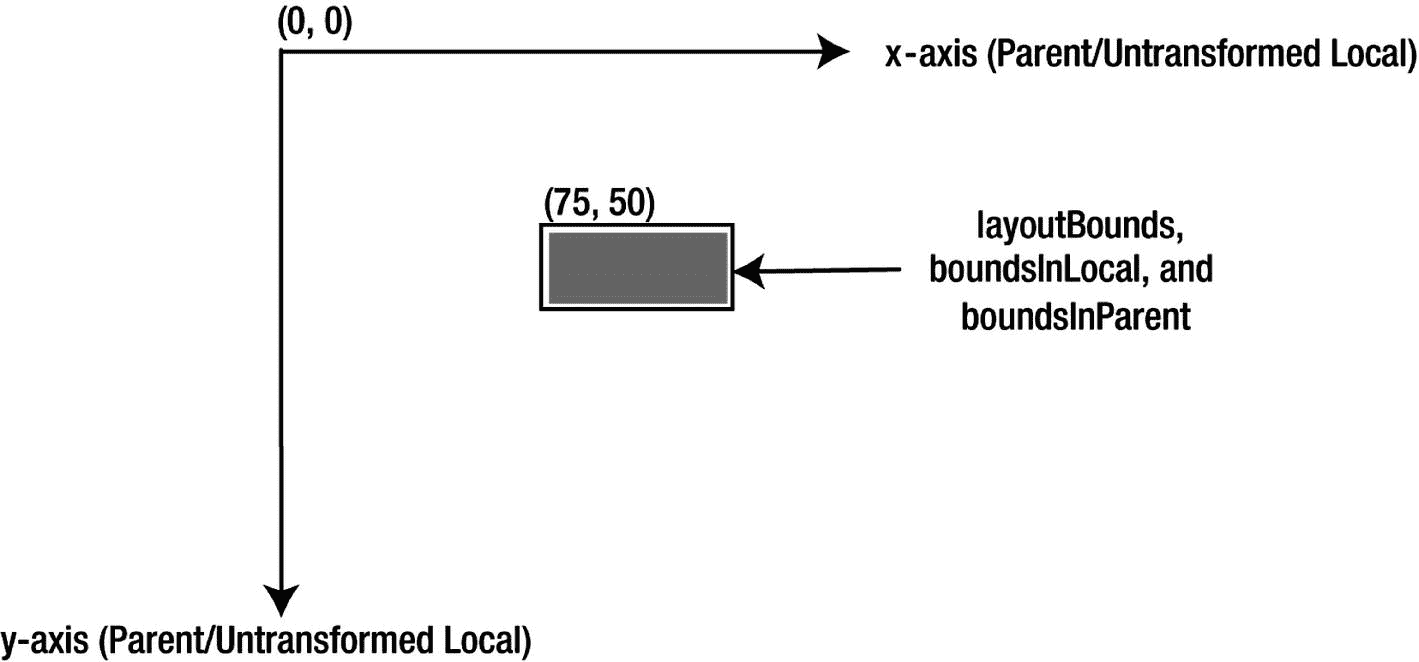 (0, 0)
x-axis (Parent/Untransformed Local)
(75, 50)
layoutBounds,
boundsInLocal, and
boundsInParent
y-axis (Parent/Untransformed Local)